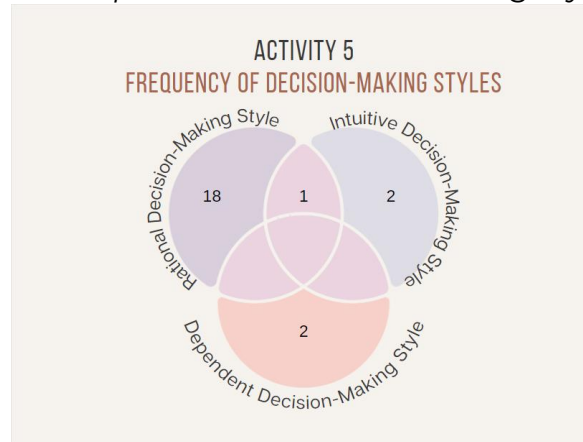 ACTIVITY 5
FREQUENCY OF DECISION-MAKING STYLES
Rational Decision-Making Style
Intuitive Decision-Making Style
18
1
2
2
Dependent Decision-Making Style